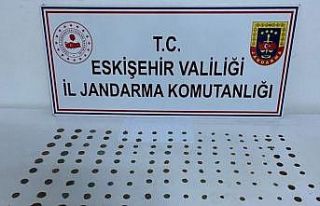 T.C.
ESKİŞEHİR VALİLİĞİ
İL JANDARMA KOMUTANLIĞI